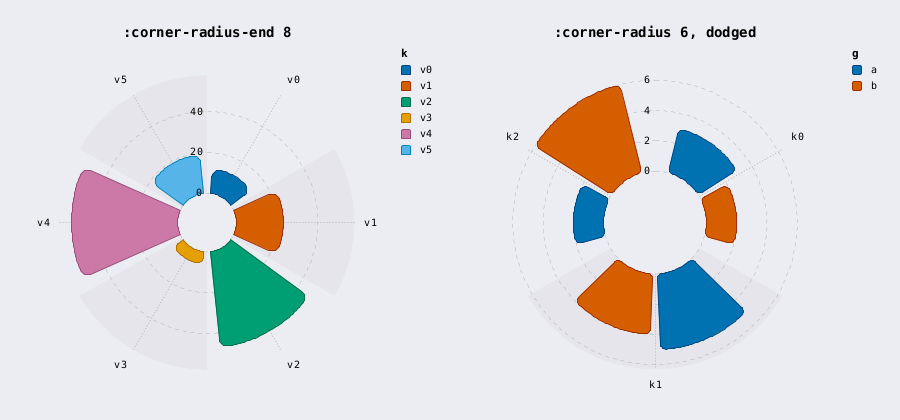 :corner-radius-end 8
v5
v0
40
20
0
v4
v1
v3
v2
k
v0
v1
v2
v3
v4
v5
:corner-radius 6, dodged
6
4
2
0
k2
k0
k1
g
a
b